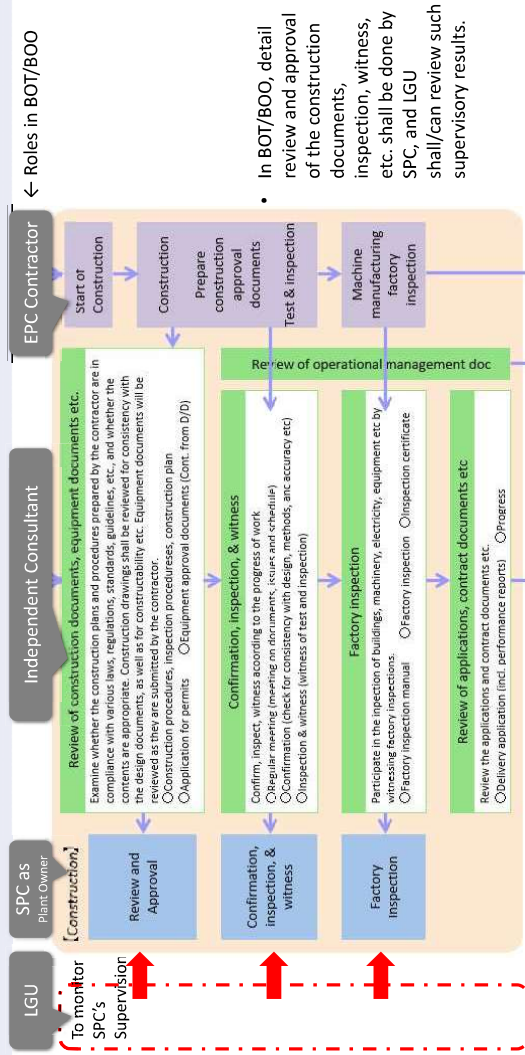 ← Roles in BOT/BOO
LGU
SPC as
Plant Owner
Independent Consultant
EPC Contractor
To monitor
SPC's
Supervision
【Construction】
Review and
Approval
Confirmation,
inspection, &
witness
Factory
Inspection
Review of construction documents, equipment documents etc.
Examine whether the construction plans and procedures prepared by the contractor are in
compliance with various laws, regulations, standards, guidelines, etc., and whether the
contents are appropriate. Construction drawings shall be reviewed for consistency with
the design documents, as well as for constructability etc. Equipment documents will be
reviewed as they are submitted by the contractor.
○Construction procedures, inspection procedureses, construction plan
○Application for permits ○Equipment approval documents (Cont. from D/D)
Confirmation, inspection, & witness
Confirm, inspect, witness according to the progress of work
○Regular meeting (meeting on documents, issues and schedule)
○Confirmation (check for consistency with design, methods, and accuracy etc)
○Inspection & witness (witness of test and inspection)
Factory inspection
Participate in the inpection of buildings, machinery, electricity, equipment etc by
witnessing factory inspections.
○Factory inspection manual ○Factory inspection ○Inspection certificate
Review of applications, contract documents etc
Review the applications and contract documents etc.
○Delivery application (incl. performance reports) ○Progress
Review of operational management doc
Start of
Construction
Construction
Prepare
construction
approval
documents
Test & inspection
Machine
manufacturing
factory
inspection
• In BOT/BOO, detail
review and approval
of the construction
documents,
inspection, witness,
etc. shall be done by
SPC, and LGU
shall/can review such
supervisory results.